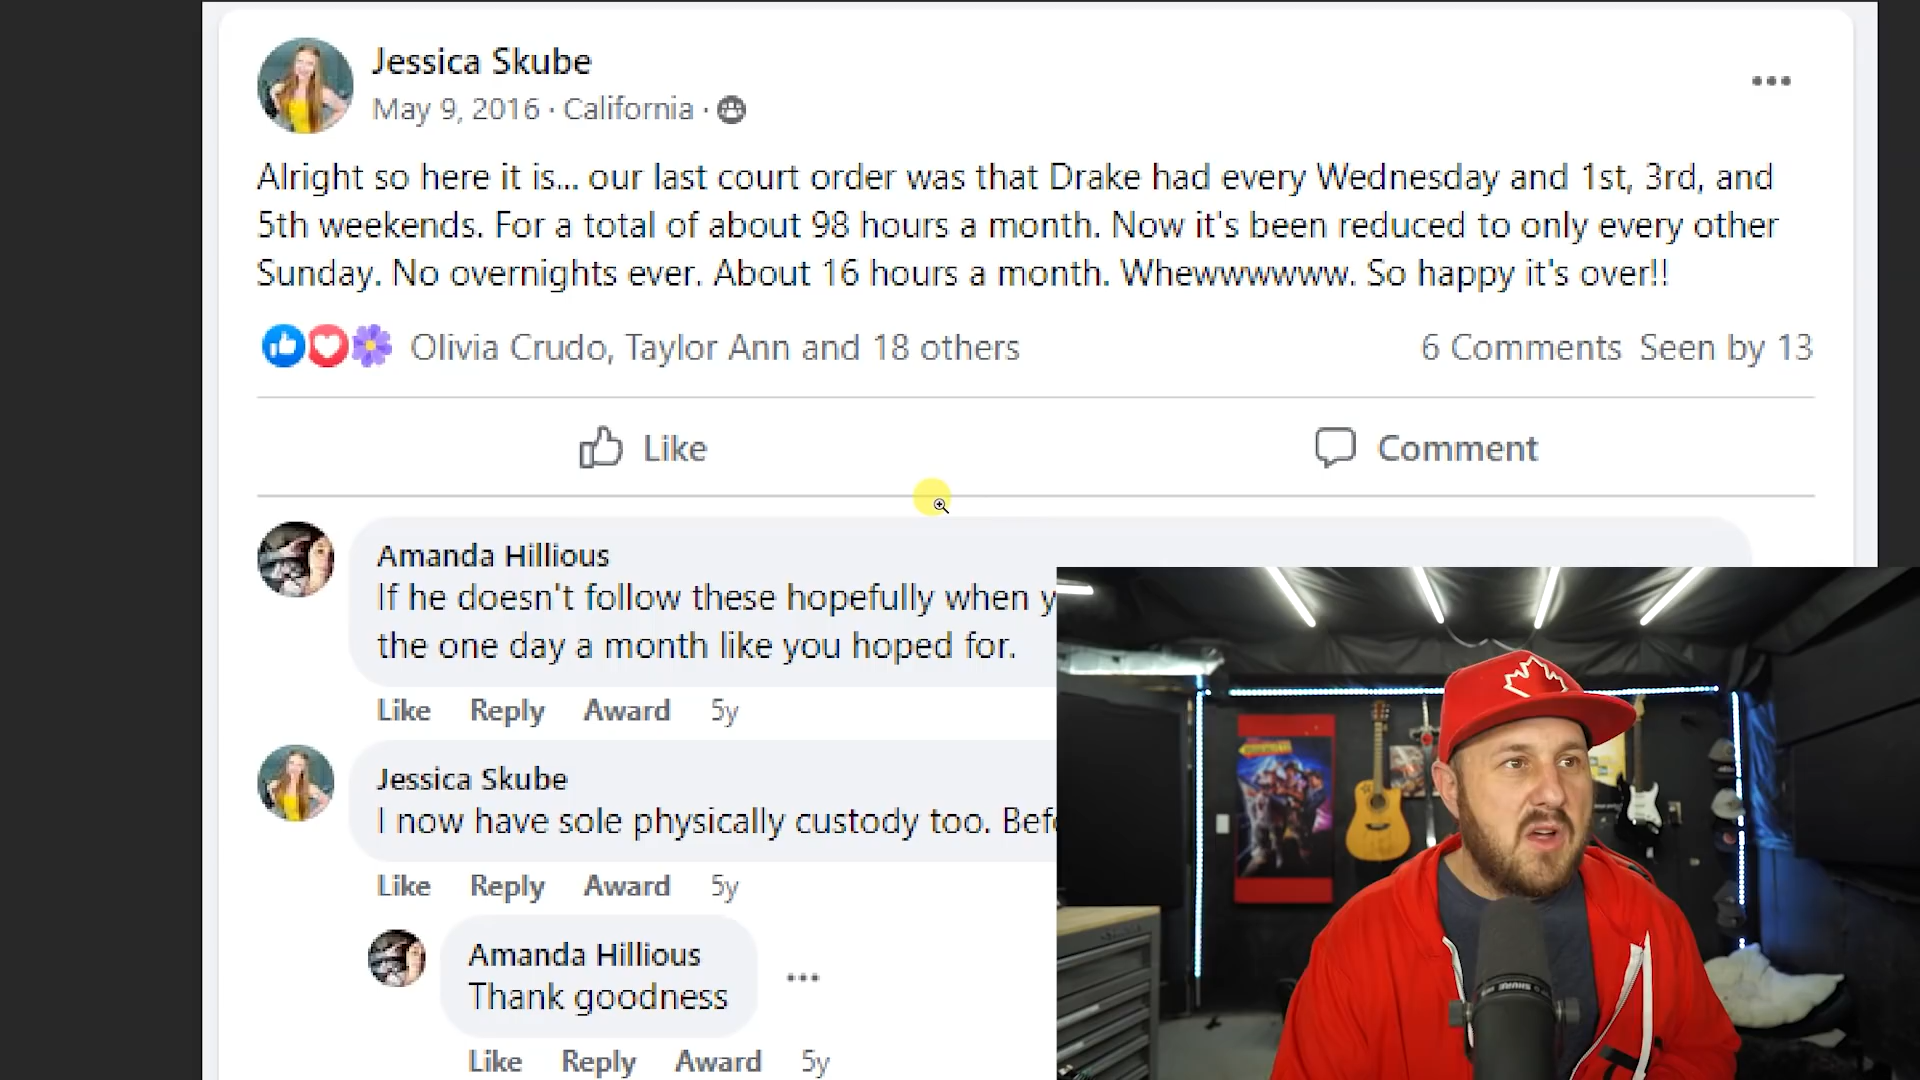 Jessica Skube
May 9, 2016 · California ·
Alright so here it is... our last court order was that Drake had every Wednesday and 1st, 3rd, and
5th weekends. For a total of about 98 hours a month. Now it's been reduced to only every other
Sunday. No overnights ever. About 16 hours a month. Whewwwwww. So happy it's over!!
Olivia Crudo, Taylor Ann and 18 others
6 Comments Seen by 13
Like
Comment
Amanda Hillious
If he doesn't follow these hopefully when y
the one day a month like you hoped for.
Like Reply Award 5y
Jessica Skube
I now have sole physically custody too. Befo
Like Reply Award 5y
Amanda Hillious
Thank goodness
Like Reply Award 5y